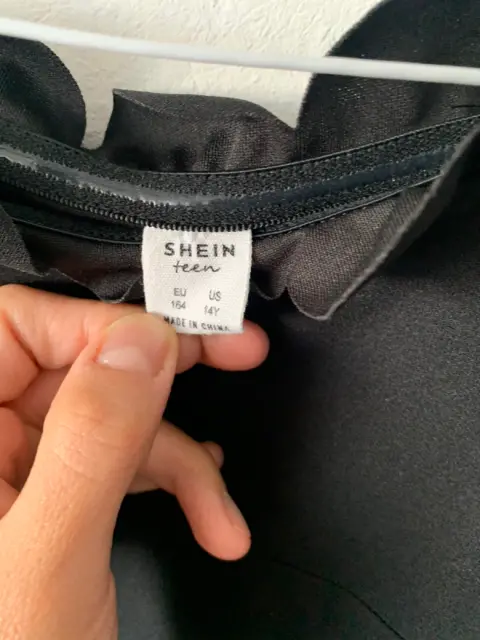 SHEIN
teen
EU US
164 14Y
MADE IN CHINA